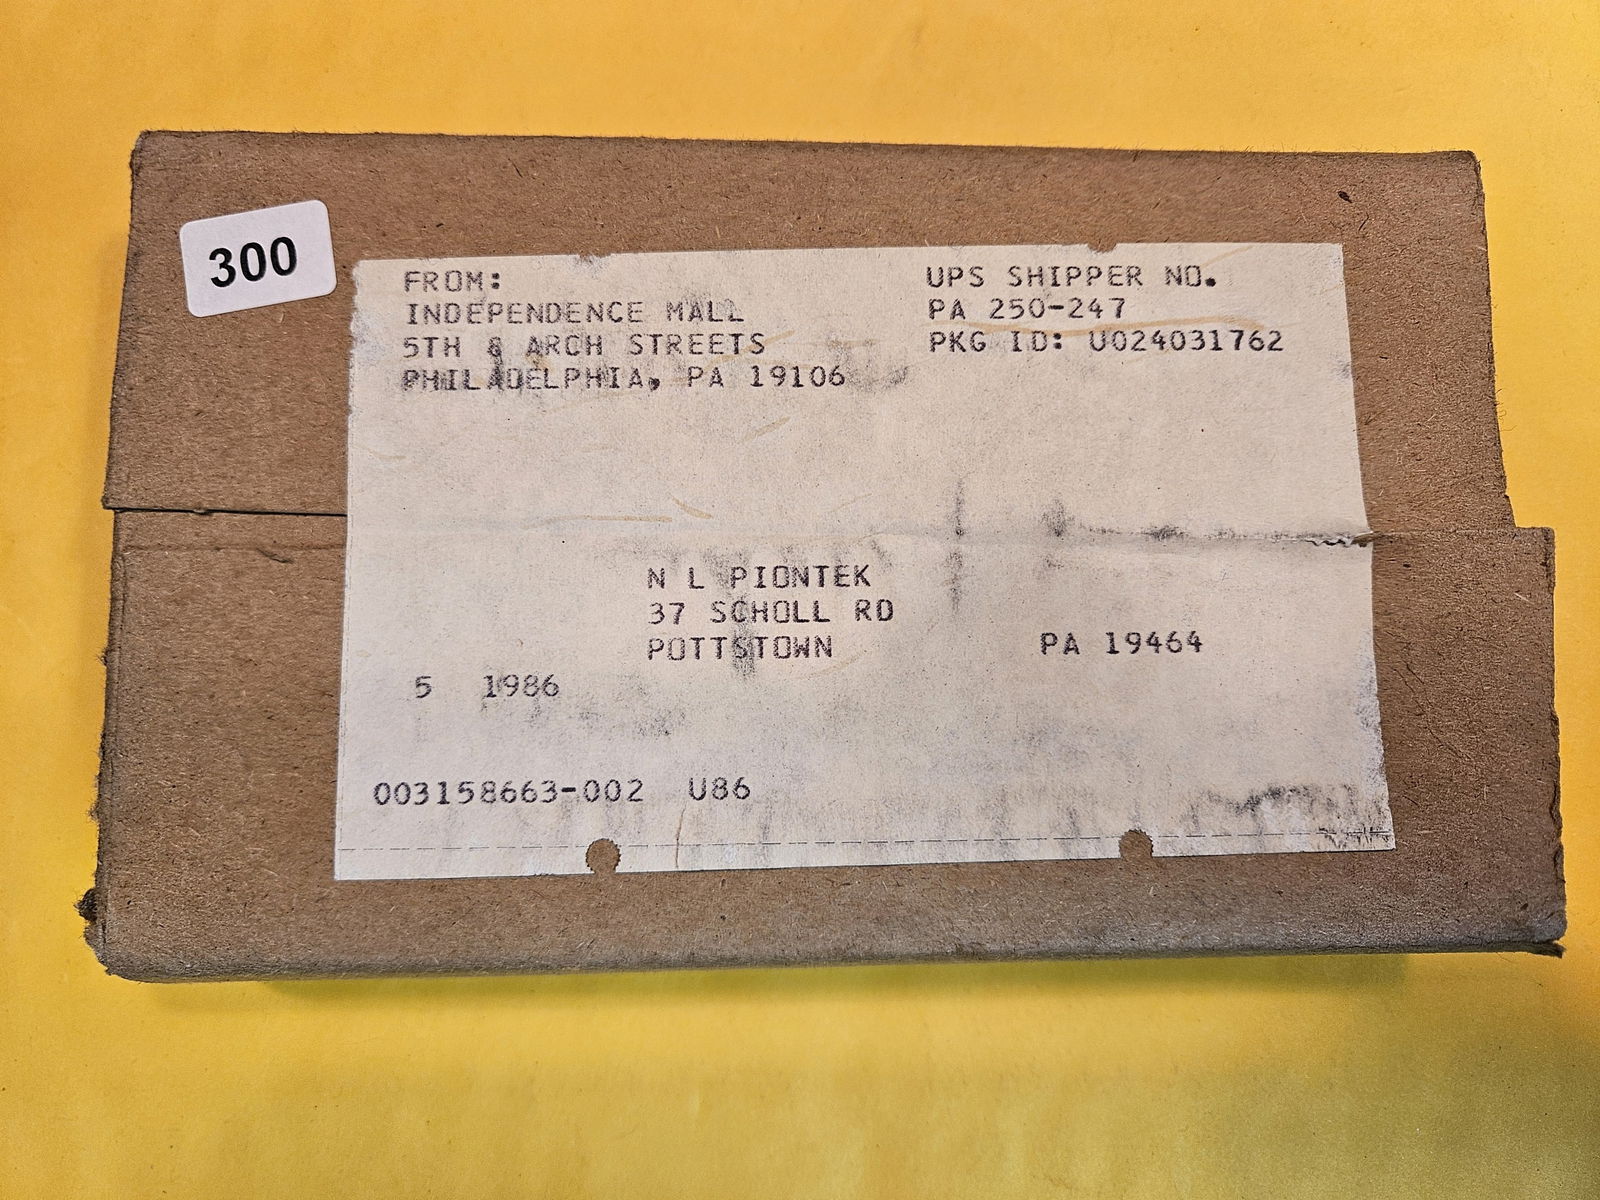 300
FROM:
INDEPENDENCE MALL
5TH & ARCH STREETS
PHILADELPHIA, PA 19106
UPS SHIPPER NO.
PA 250-247
PKG ID: U024031762
N L PIONTEK
37 SCHOLL RD
POTTSTOWN PA 19464
5 1986
003158663-002 U86